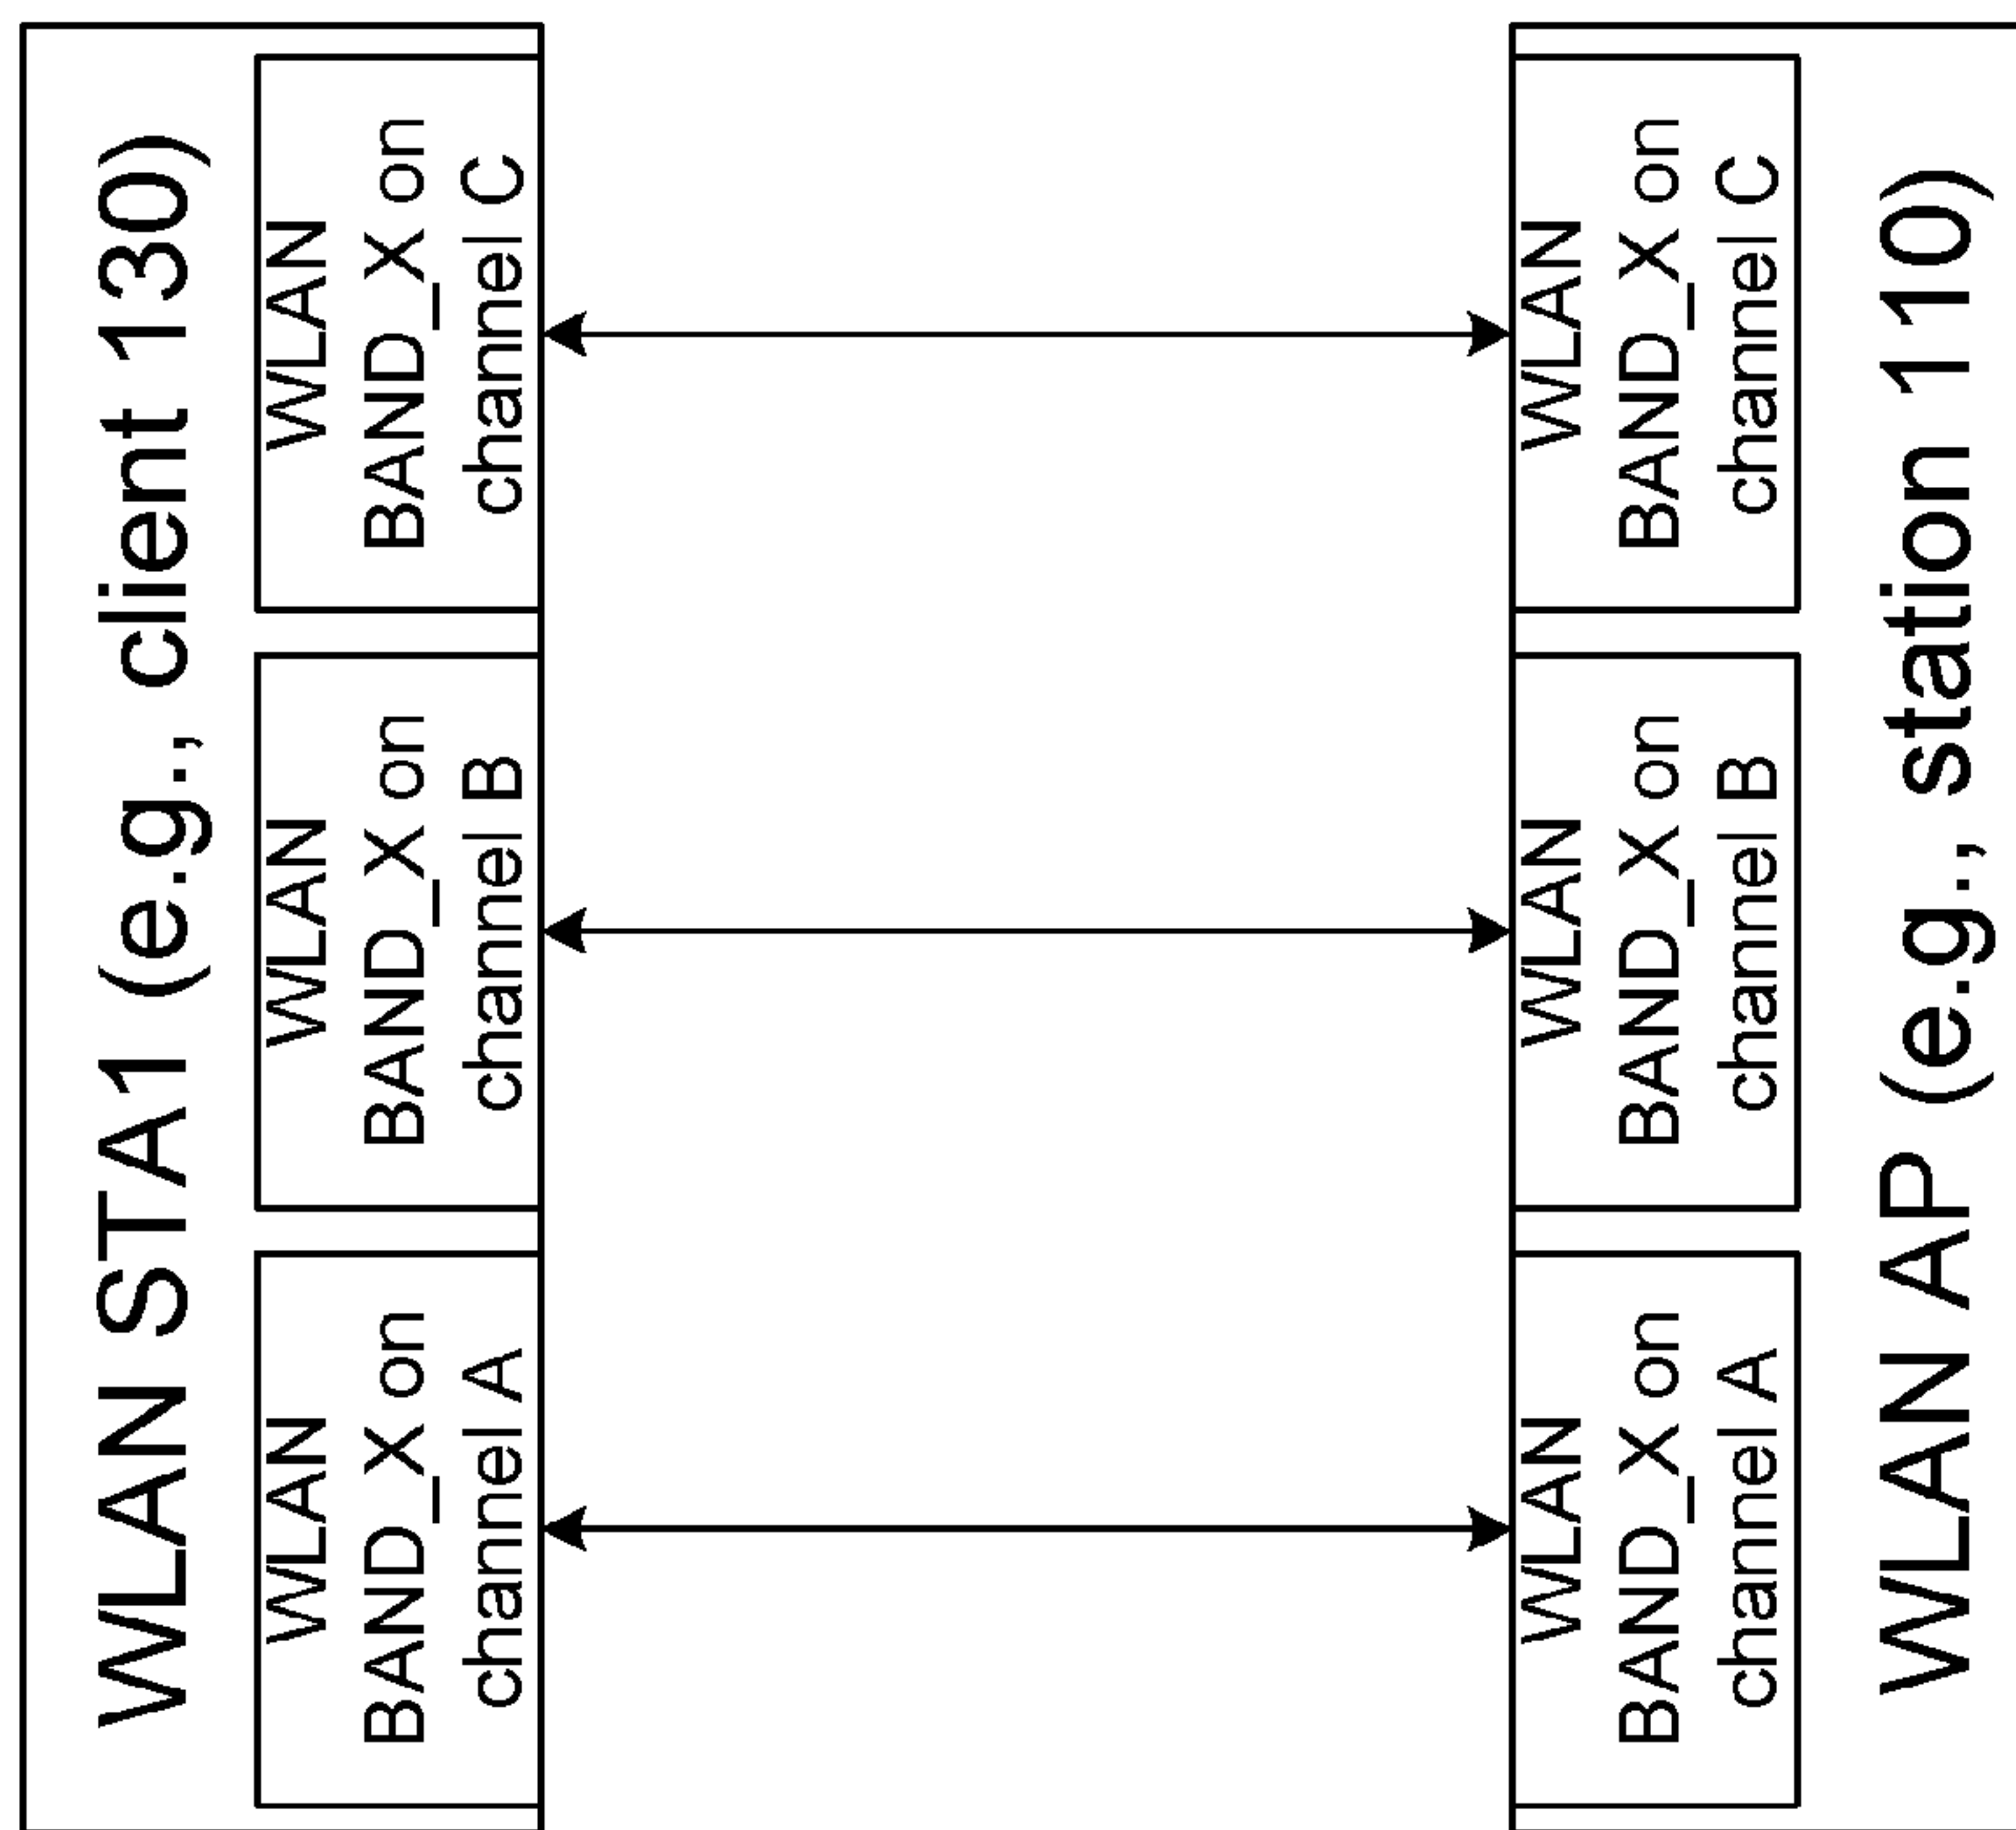 WLAN STA1 (e.g., client 130)
WLAN
BAND_X on
channel A
WLAN
BAND_X on
channel B
WLAN
BAND_X on
channel C
WLAN
BAND_X on
channel A
WLAN
BAND_X on
channel B
WLAN
BAND_X on
channel C
WLAN AP (e.g., station 110)